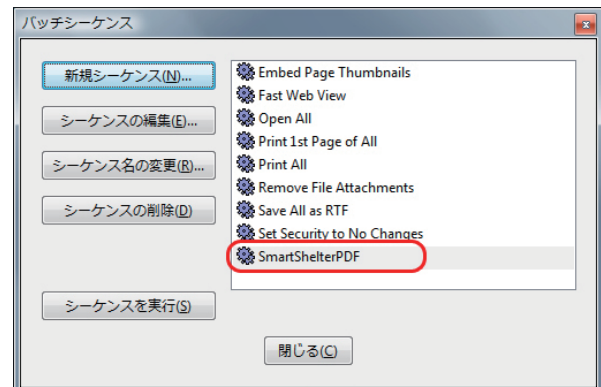 バッチシーケンス
新規シーケンス(N)...
シーケンスの編集(E)...
シーケンス名の変更(R)...
シーケンスの削除(D)
シーケンスを実行(S)
Embed Page Thumbnails
Fast Web View
Open All
Print 1st Page of All
Print All
Remove File Attachments
Save All as RTF
Set Security to No Changes
SmartShelterPDF
閉じる(C)